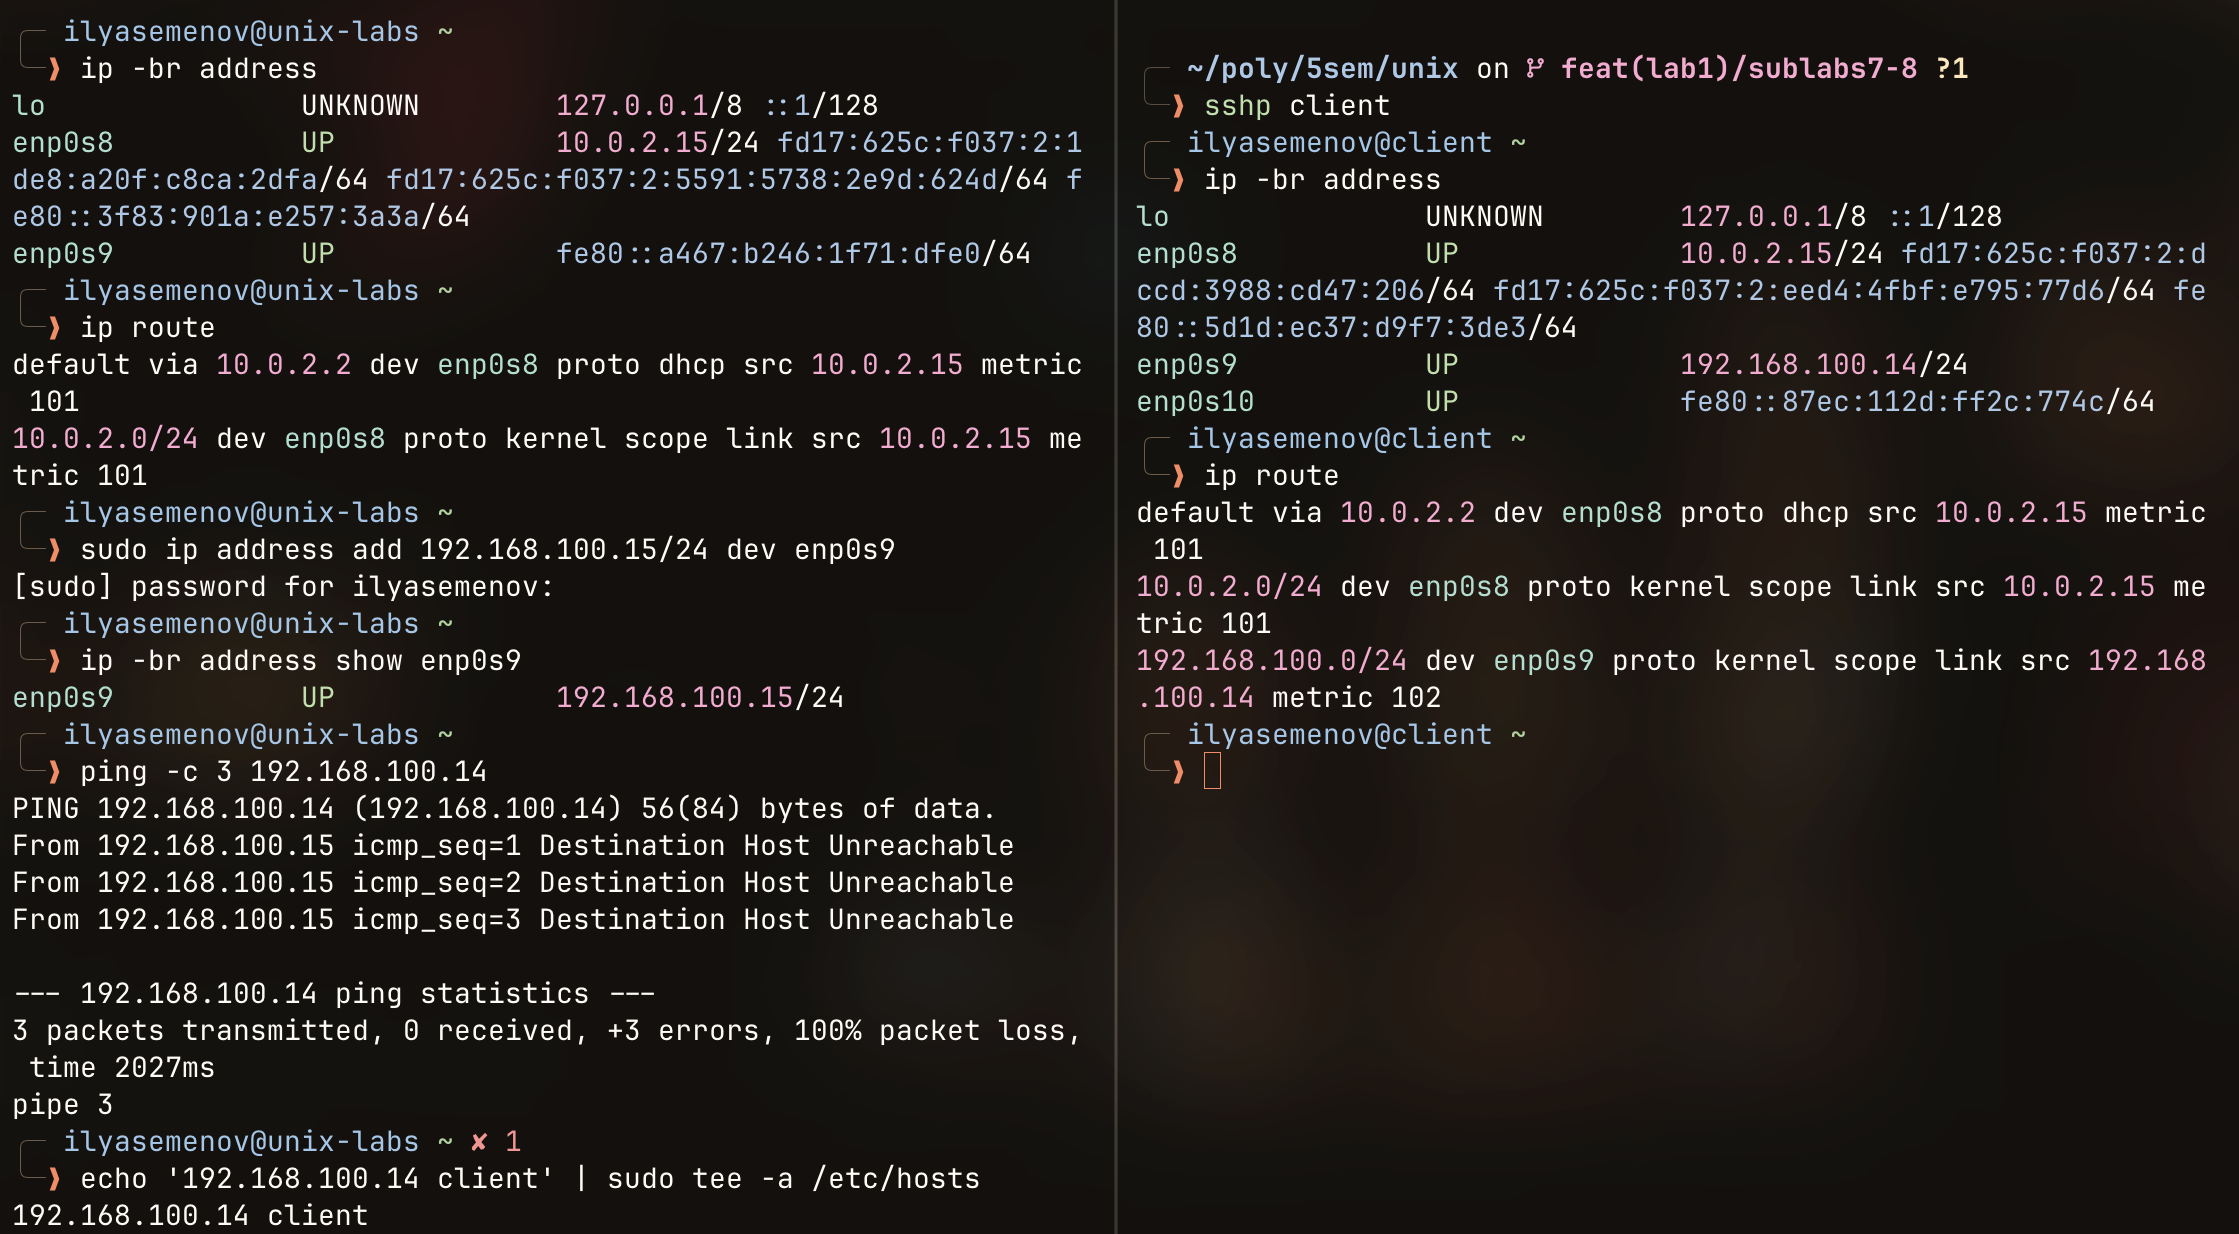 ilyasemenov@unix-labs ~
❱ ip -br address
lo UNKNOWN 127.0.0.1/8 ::1/128
enp0s8 UP 10.0.2.15/24 fd17:625c:f037:2:1
de8:a20f:c8ca:2dfa/64 fd17:625c:f037:2:5591:5738:2e9d:624d/64 f
e80::3f83:901a:e257:3a3a/64
enp0s9 UP fe80::a467:b246:1f71:dfe0/64
ilyasemenov@unix-labs ~
❱ ip route
default via 10.0.2.2 dev enp0s8 proto dhcp src 10.0.2.15 metric
101
10.0.2.0/24 dev enp0s8 proto kernel scope link src 10.0.2.15 me
tric 101
ilyasemenov@unix-labs ~
❱ sudo ip address add 192.168.100.15/24 dev enp0s9
[sudo] password for ilyasemenov:
ilyasemenov@unix-labs ~
❱ ip -br address show enp0s9
enp0s9 UP 192.168.100.15/24
ilyasemenov@unix-labs ~
❱ ping -c 3 192.168.100.14
PING 192.168.100.14 (192.168.100.14) 56(84) bytes of data.
From 192.168.100.15 icmp_seq=1 Destination Host Unreachable
From 192.168.100.15 icmp_seq=2 Destination Host Unreachable
From 192.168.100.15 icmp_seq=3 Destination Host Unreachable
--- 192.168.100.14 ping statistics ---
3 packets transmitted, 0 received, +3 errors, 100% packet loss,
time 2027ms
pipe 3
ilyasemenov@unix-labs ~ ✘ 1
❱ echo '192.168.100.14 client' | sudo tee -a /etc/hosts
192.168.100.14 client
~/poly/5sem/unix on feat(lab1)/sublabs7-8 ?1
❱ sshp client
ilyasemenov@client ~
❱ ip -br address
lo UNKNOWN 127.0.0.1/8 ::1/128
enp0s8 UP 10.0.2.15/24 fd17:625c:f037:2:d
ccd:3988:cd47:206/64 fd17:625c:f037:2:eed4:4fbf:e795:77d6/64 fe
80::5d1d:ec37:d9f7:3de3/64
enp0s9 UP 192.168.100.14/24
enp0s10 UP fe80::87ec:112d:ff2c:774c/64
ilyasemenov@client ~
❱ ip route
default via 10.0.2.2 dev enp0s8 proto dhcp src 10.0.2.15 metric
101
10.0.2.0/24 dev enp0s8 proto kernel scope link src 10.0.2.15 me
tric 101
192.168.100.0/24 dev enp0s9 proto kernel scope link src 192.168
.100.14 metric 102
ilyasemenov@client ~
❱